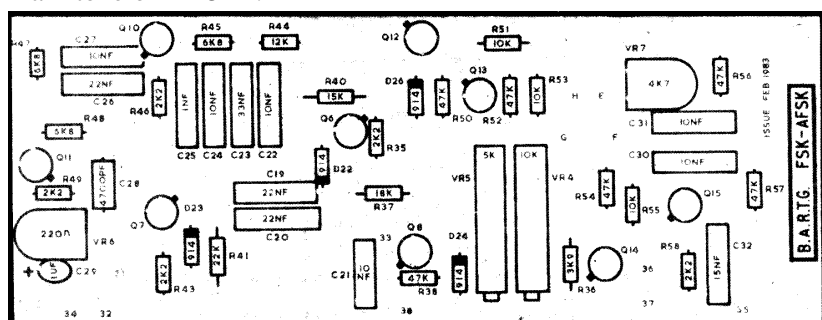 Q10
R45
6K8
R44
12K
Q12
R51
10K
C27
10NF
R47
6K8
22NF
C26
R46
2K2
1NF
10NF
33NF
10NF
C25
C24
C23
C22
R40
15K
Q6
R35
2K2
D26
914
47K
R50
Q13
R52
47K
10K
R53
H
E
G
F
VR7
4K7
47K
R56
C31
10NF
C30
10NF
ISSUE FEB 1983
B.A.R.T.G. FSK-AFSK
R48
6K8
Q11
R49
2K2
4700PF
C28
220Ω
VR6
+
1UF
C29
34
32
Q7
D23
914
2K2
R43
22K
R41
C19
22NF
22NF
C20
914
D22
18K
R37
33
C21
10NF
Q8
47K
R38
38
D24
914
5K
VR5
10K
VR4
3K9
R36
Q14
R54
47K
10K
R55
Q15
47K
R57
R58
2K2
15NF
C32
36
37
35